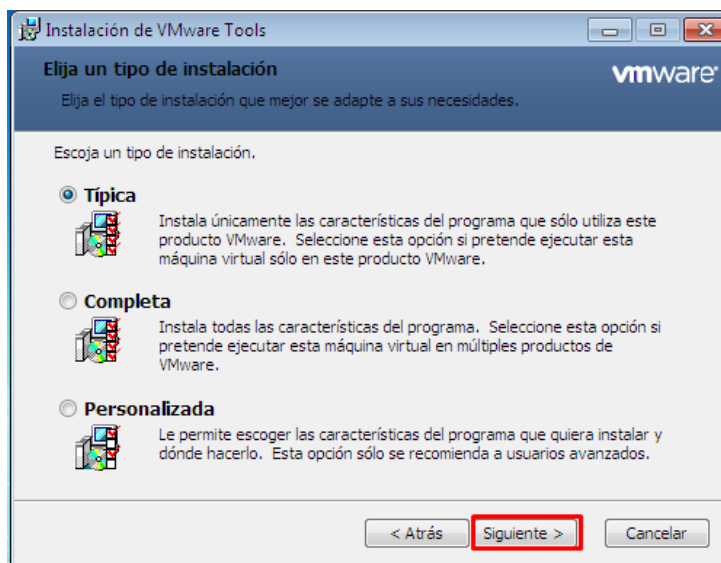 Instalación de VMware Tools
Elija un tipo de instalación
vmware
Elija el tipo de instalación que mejor se adapte a sus necesidades.
Escoja un tipo de instalación.
Típica
Instala únicamente las características del programa que sólo utiliza este
producto VMware. Seleccione esta opción si pretende ejecutar esta
máquina virtual sólo en este producto VMware.
Completa
Instala todas las características del programa. Seleccione esta opción si
pretende ejecutar esta máquina virtual en múltiples productos de
VMware.
Personalizada
Le permite escoger las características del programa que quiera instalar y
dónde hacerlo. Esta opción sólo se recomienda a usuarios avanzados.
< Atrás Siguiente > Cancelar